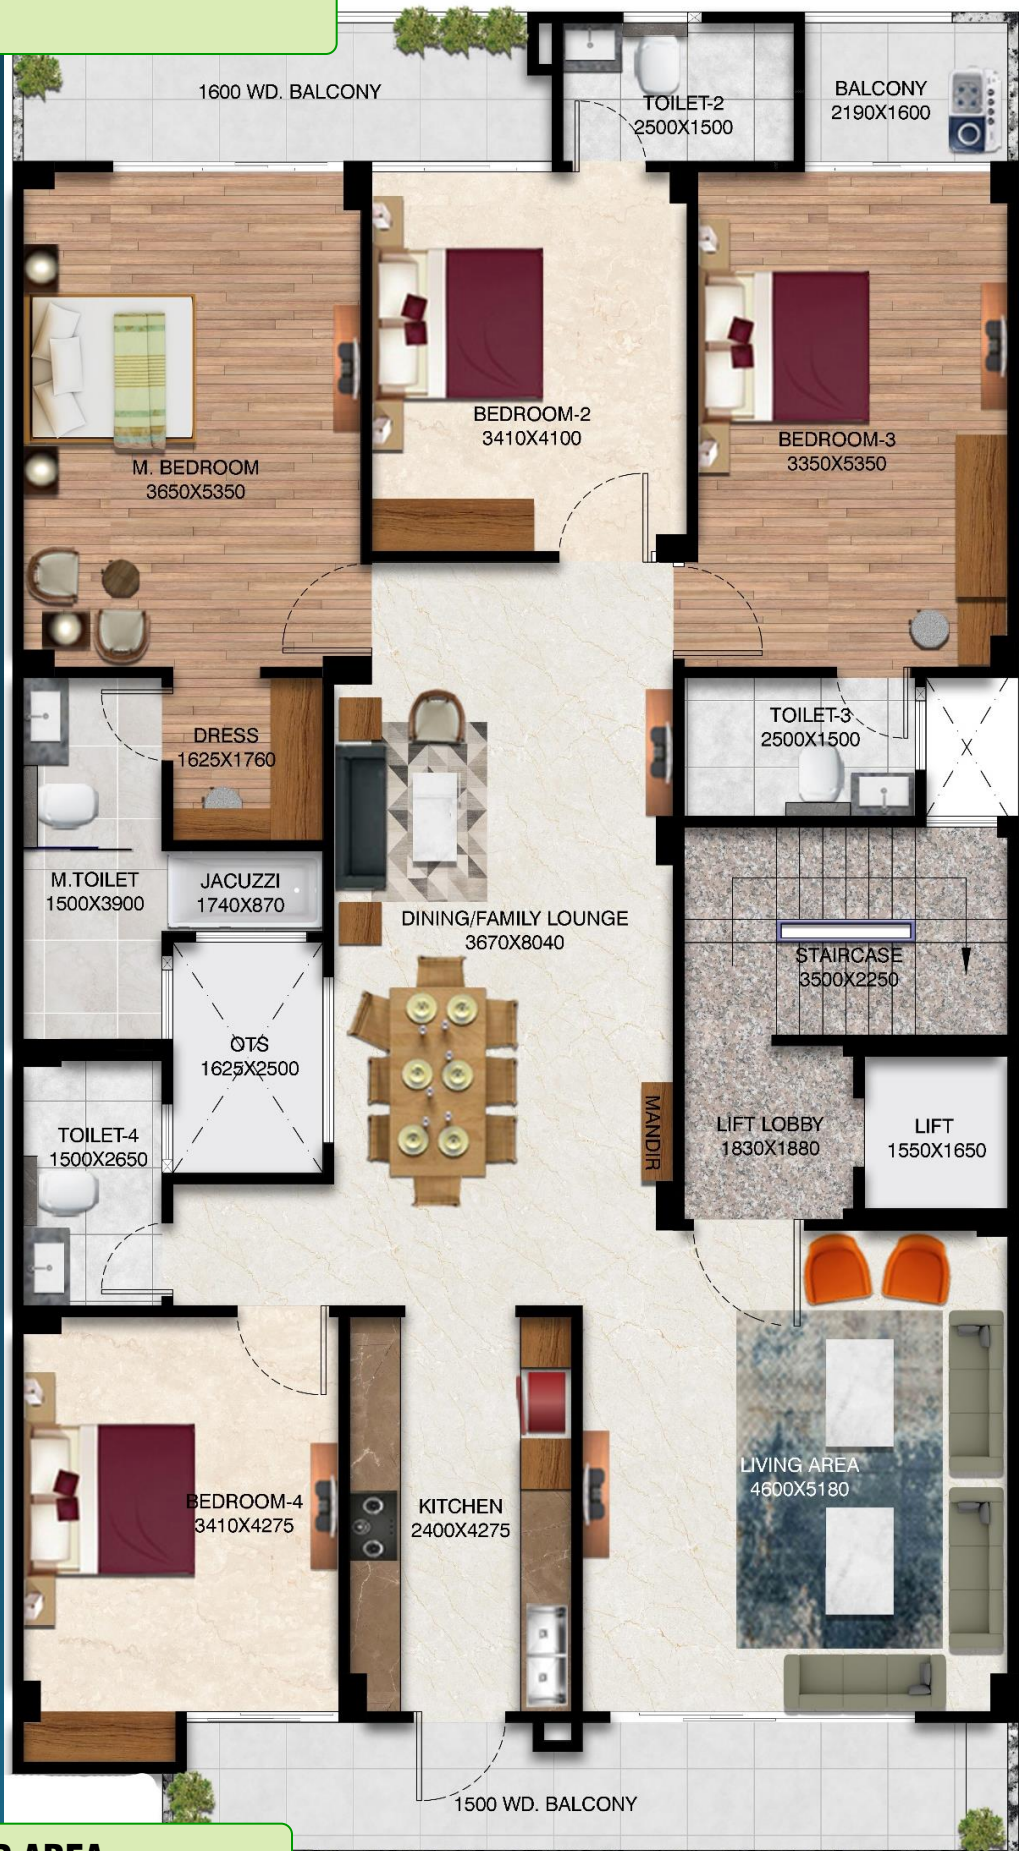 1600 WD. BALCONY
TOILET-2
2500X1500
BALCONY
2190X1600
BEDROOM-2
3410X4100
BEDROOM-3
3350X5350
M. BEDROOM
3650X5350
TOILET-3
2500X1500
DRESS
1625X1760
M.TOILET
1500X3900
JACUZZI
1740X870
DINING/FAMILY LOUNGE
3670X8040
STAIRCASE
3500X2250
OTS
1625X2500
MANDIR
LIFT LOBBY
1830X1880
LIFT
1550X1650
TOILET-4
1500X2650
LIVING AREA
4600X5180
BEDROOM-4
3410X4275
KITCHEN
2400X4275
1500 WD. BALCONY
AREA